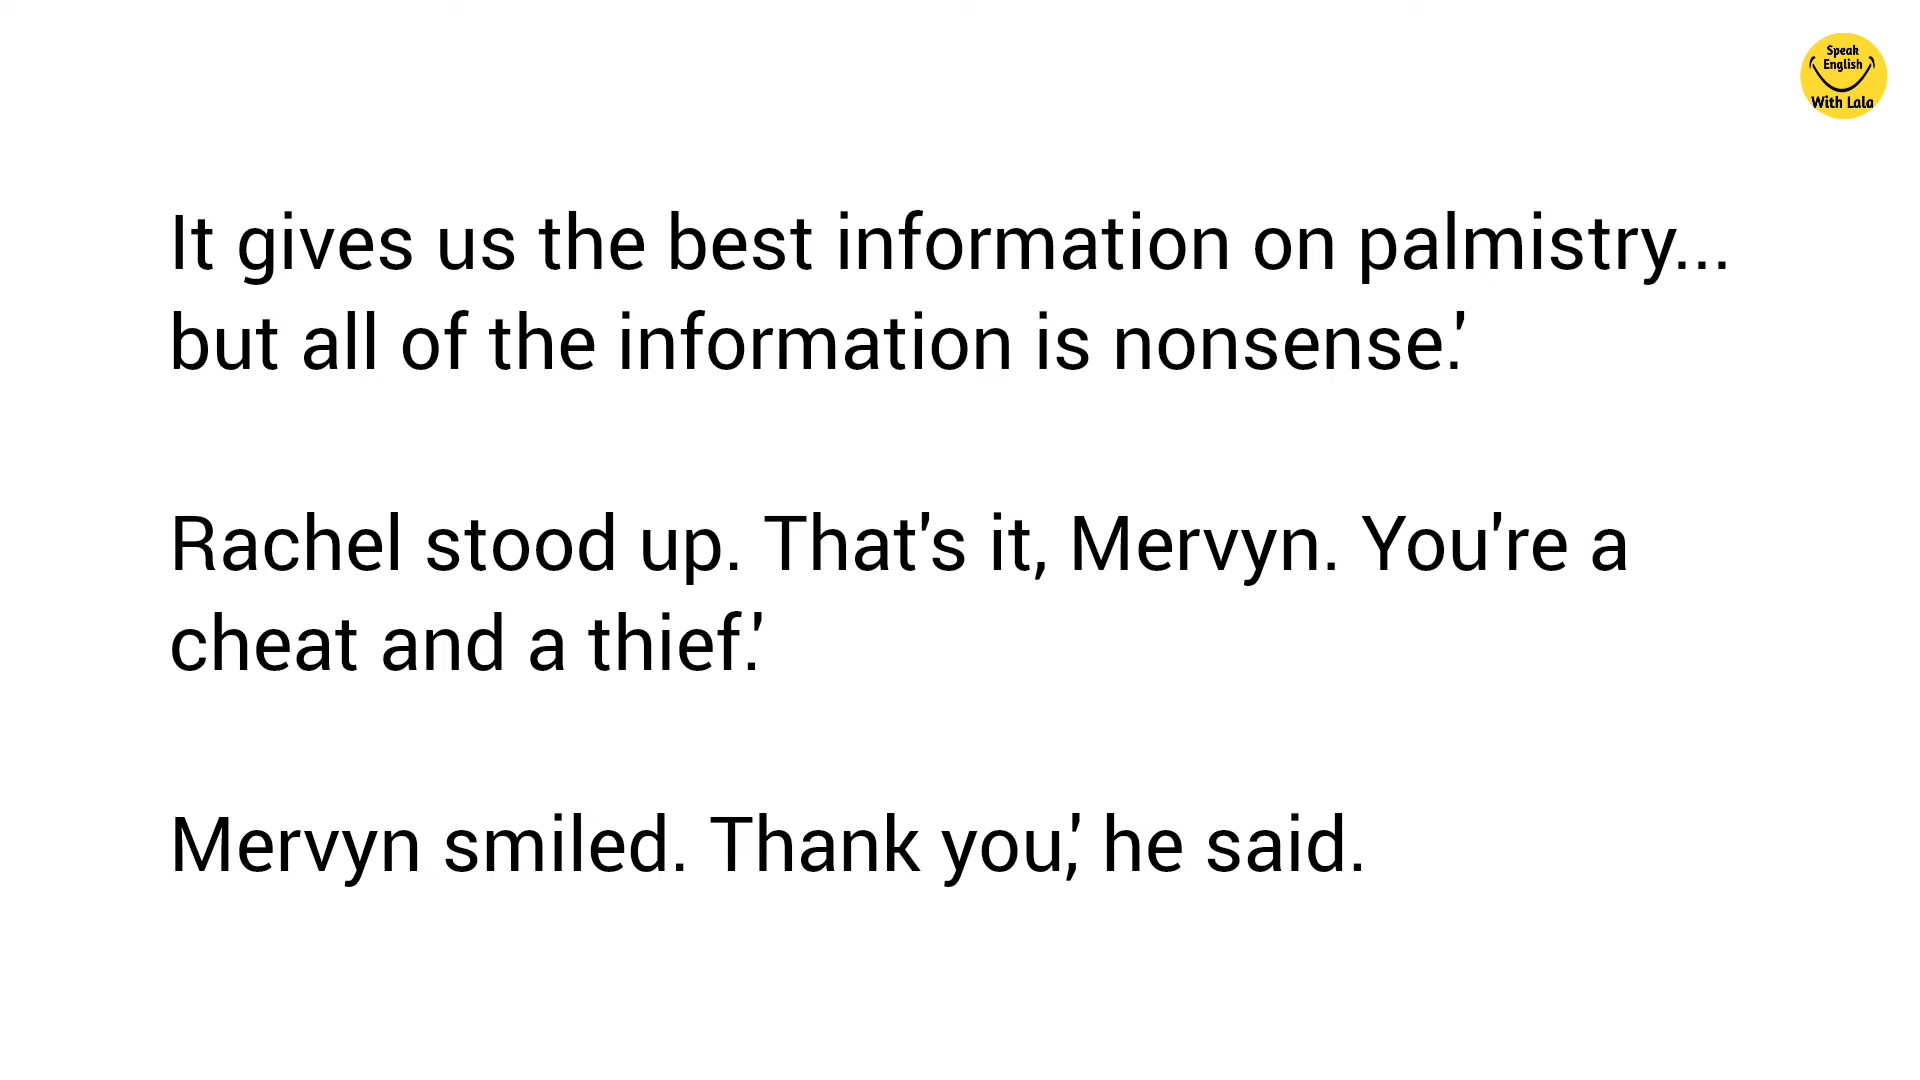 Speak
English
With Lala
It gives us the best information on palmistry...
but all of the information is nonsense.'
Rachel stood up. That's it, Mervyn. You're a
cheat and a thief.'
Mervyn smiled. Thank you,' he said.